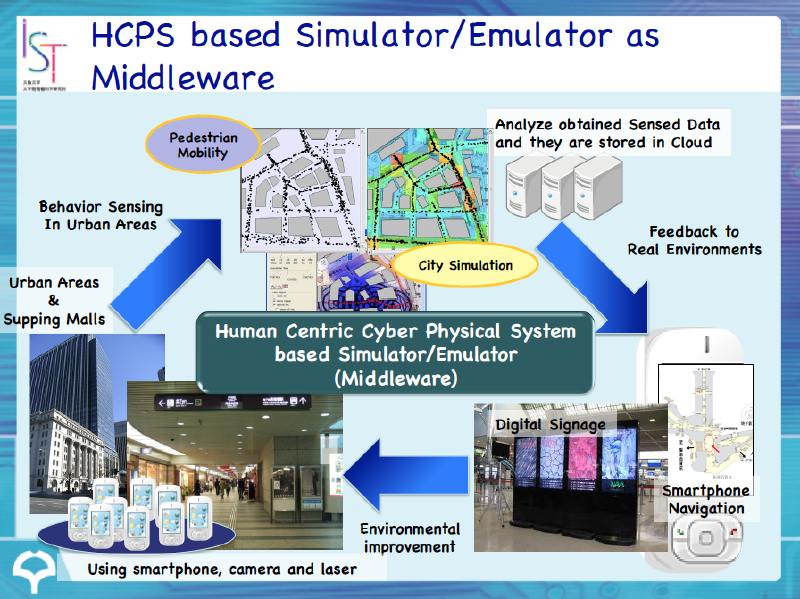 IST
HCPS based Simulator/Emulator as
Middleware
Pedestrian
Mobility
Analyze obtained Sensed Data
and they are stored in Cloud
Behavior Sensing
In Urban Areas
Feedback to
Real Environments
City Simulation
Urban Areas
&
Supping Malls
Human Centric Cyber Physical System
based Simulator/Emulator
(Middleware)
Digital Signage
Smartphone
Navigation
Environmental
improvement
Using smartphone, camera and laser